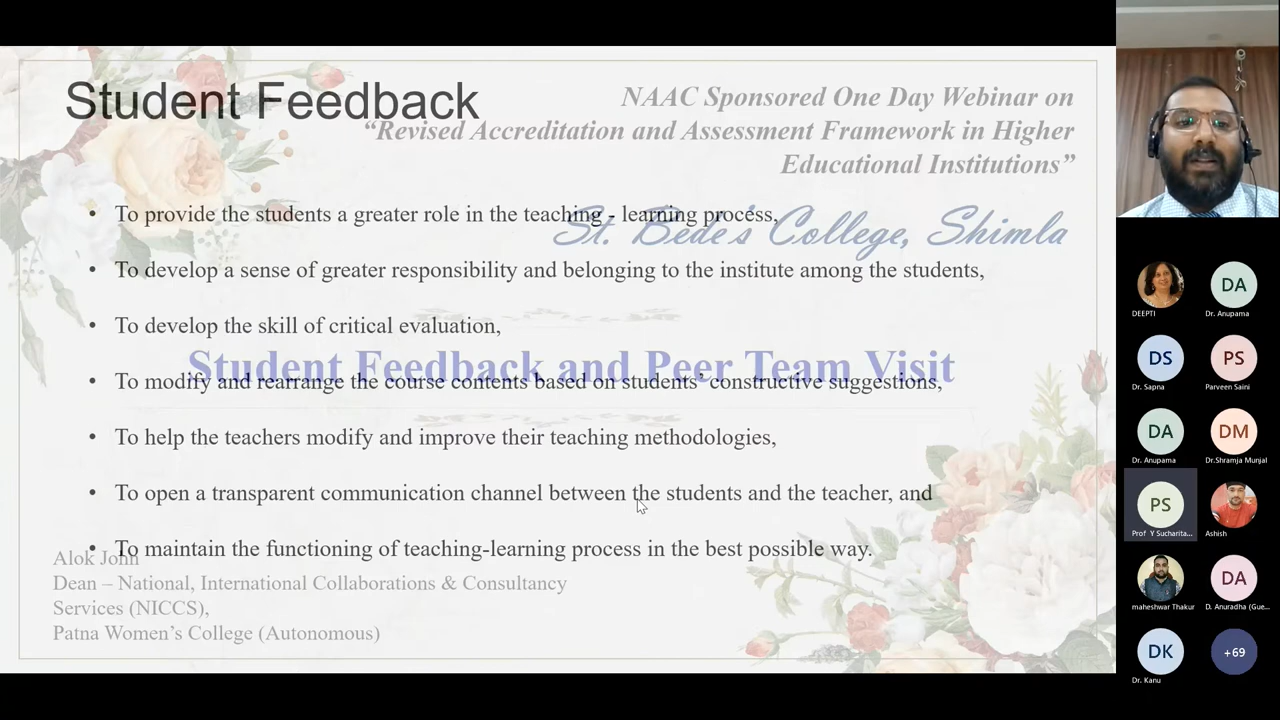 Student Feedback
NAAC Sponsored One Day Webinar on
“Revised Accreditation and Assessment Framework in Higher
Educational Institutions”
• To provide the students a greater role in the teaching - learning process,
St. Bede's College, Shimla
• To develop a sense of greater responsibility and belonging to the institute among the students,
• To develop the skill of critical evaluation,
Student Feedback and Peer Team Visit
• To modify and rearrange the course contents based on students’ constructive suggestions,
• To help the teachers modify and improve their teaching methodologies,
• To open a transparent communication channel between the students and the teacher, and
• To maintain the functioning of teaching-learning process in the best possible way.
Alok John
Dean – National, International Collaborations & Consultancy
Services (NICCS),
Patna Women’s College (Autonomous)
DEEPTI
DA
Dr. Anupama
DS
Dr. Sapna
PS
Parveen Saini
DA
Dr. Anupama
DM
Dr.Shramja Munjal
PS
Prof Y Sucharita...
Ashish
maheshwar Thakur
DA
D. Anuradha (Gue...
DK
Dr. Kanu
+69